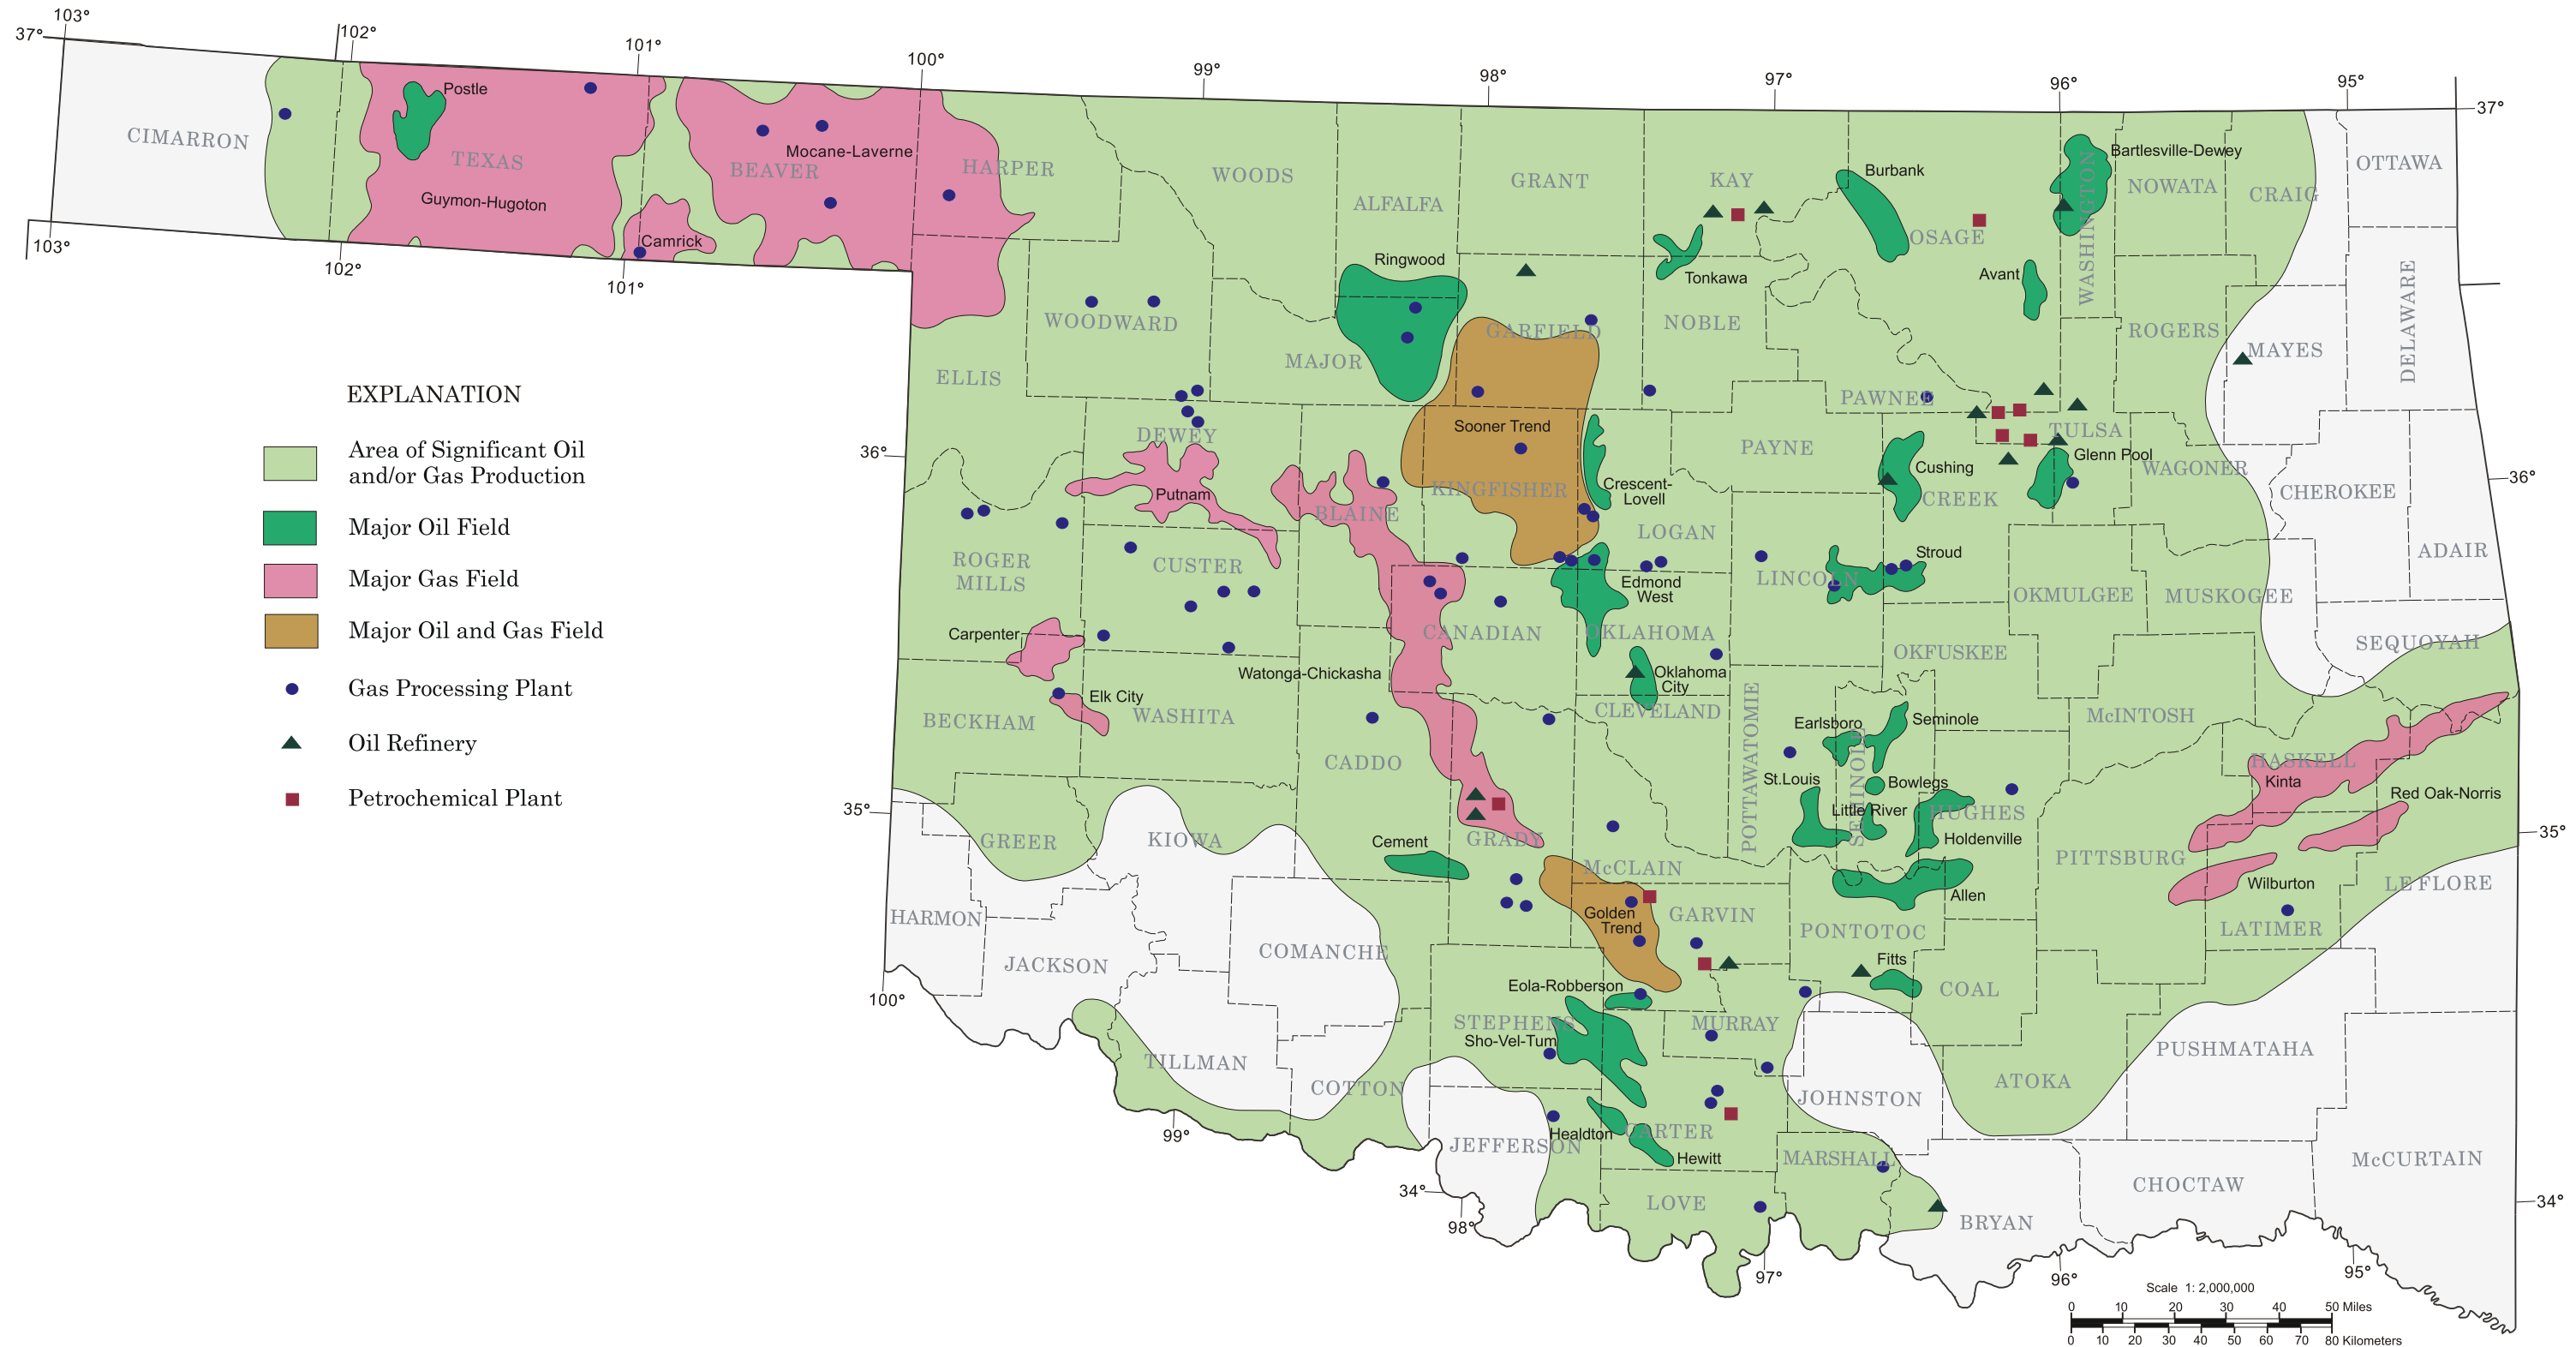 103°
102°
101°
100°
99°
98°
97°
96°
95°
37°
37°
Postle
CIMARRON
TEXAS
Guymon-Hugoton
Mocane-Laverne
BEAVER
HARPER
Camrick
103°
102°
101°
WOODS
ALFALFA
GRANT
KAY
Burbank
OSAGE
Bartlesville-Dewey
WASHINGTON
NOWATA
CRAIG
OTTAWA
Ringwood
Tonkawa
Avant
DELAWARE
WOODWARD
GARFIELD
NOBLE
ROGERS
MAYES
MAJOR
ELLIS
PAWNEE
EXPLANATION
Area of Significant Oil
and/or Gas Production
Major Oil Field
Major Gas Field
Major Oil and Gas Field
Gas Processing Plant
Oil Refinery
Petrochemical Plant
36°
DEWEY
Sooner Trend
PAYNE
TULSA
Glenn Pool
WAGONER
Cushing
CREEK
CHEROKEE
36°
Putnam
KINGFISHER
Crescent-
Lovell
BLAINE
LOGAN
ADAIR
ROGER
MILLS
CUSTER
Stroud
LINCOLN
Edmond
West
OKMULGEE
MUSKOGEE
Carpenter
CANADIAN
OKLAHOMA
OKFUSKEE
SEQUOYAH
Watonga-Chickasha
Oklahoma
City
Elk City
BECKHAM
WASHITA
CLEVELAND
POTTAWATOMIE
Earlsboro
Seminole
SEMINOLE
McINTOSH
CADDO
St.Louis
Bowlegs
HASKELL
Kinta
Red Oak-Norris
35°
Little River
HUGHES
Holdenville
35°
GREER
KIOWA
Cement
GRADY
McCLAIN
PITTSBURG
Wilburton
LE FLORE
Allen
HARMON
Golden
Trend
GARVIN
PONTOTOC
LATIMER
COMANCHE
JACKSON
Fitts
Eola-Robberson
COAL
100°
STEPHENS
Sho-Vel-Tum
MURRAY
PUSHMATAHA
TILLMAN
COTTON
ATOKA
JOHNSTON
99°
Healdton
CARTER
JEFFERSON
Hewitt
MARSHALL
McCURTAIN
34°
LOVE
CHOCTAW
34°
98°
BRYAN
97°
96°
95°
Scale 1: 2,000,000
0 10 20 30 40 50 Miles
0 10 20 30 40 50 60 70 80 Kilometers